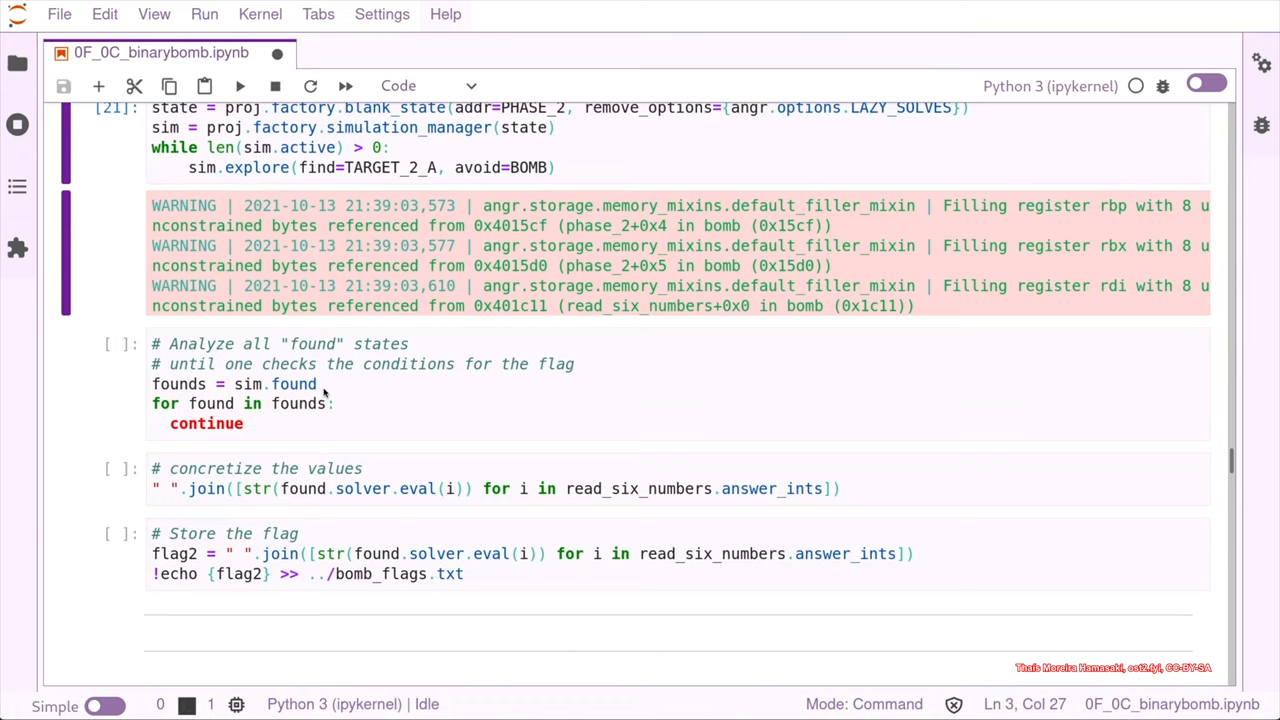 File Edit View Run Kernel Tabs Settings Help
0F_0C_binarybomb.ipynb
Code
Python 3 (ipykernel)
[21]: state = proj.factory.blank_state(addr=PHASE_2, remove_options={angr.options.LAZY_SOLVES})
sim = proj.factory.simulation_manager(state)
while len(sim.active) > 0:
sim.explore(find=TARGET_2_A, avoid=BOMB)
WARNING | 2021-10-13 21:39:03,573 | angr.storage.memory_mixins.default_filler_mixin | Filling register rbp with 8 u
nconstrained bytes referenced from 0x4015cf (phase_2+0x4 in bomb (0x15cf))
WARNING | 2021-10-13 21:39:03,577 | angr.storage.memory_mixins.default_filler_mixin | Filling register rbx with 8 u
nconstrained bytes referenced from 0x4015d0 (phase_2+0x5 in bomb (0x15d0))
WARNING | 2021-10-13 21:39:03,610 | angr.storage.memory_mixins.default_filler_mixin | Filling register rdi with 8 u
nconstrained bytes referenced from 0x401c11 (read_six_numbers+0x0 in bomb (0x1c11))
[ ]: # Analyze all "found" states
# until one checks the conditions for the flag
founds = sim.found
for found in founds:
continue
[ ]: # concretize the values
" ".join([str(found.solver.eval(i)) for i in read_six_numbers.answer_ints])
[ ]: # Store the flag
flag2 = " ".join([str(found.solver.eval(i)) for i in read_six_numbers.answer_ints])
!echo {flag2} >> ../bomb_flags.txt
Thais Moreira Hamasaki, ost2.fyi, CC-BY-SA
Simple 0 1 Python 3 (ipykernel) | Idle Mode: Command Ln 3, Col 27 0F_0C_binarybomb.ipynb